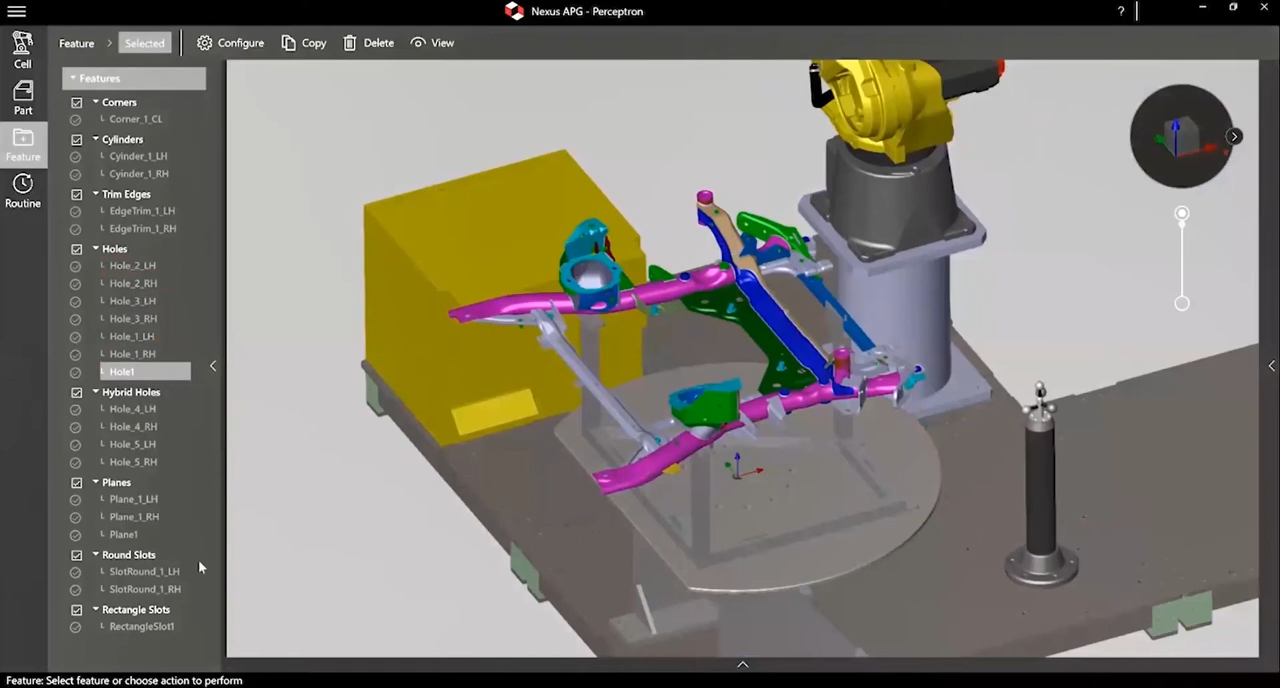 Nexus APG - Perceptron
?
Feature > Selected Configure Copy Delete View
Cell
Part
Feature
Routine
Features
Corners
Corner_1_CL
Cylinders
Cyinder_1_LH
Cyinder_1_RH
Trim Edges
EdgeTrim_1_LH
EdgeTrim_1_RH
Holes
Hole_2_LH
Hole_2_RH
Hole_3_LH
Hole_3_RH
Hole_1_LH
Hole_1_RH
Hole1
Hybrid Holes
Hole_4_LH
Hole_4_RH
Hole_5_LH
Hole_5_RH
Planes
Plane_1_LH
Plane_1_RH
Plane1
Round Slots
SlotRound_1_LH
SlotRound_1_RH
Rectangle Slots
RectangleSlot1
Feature: Select feature or choose action to perform